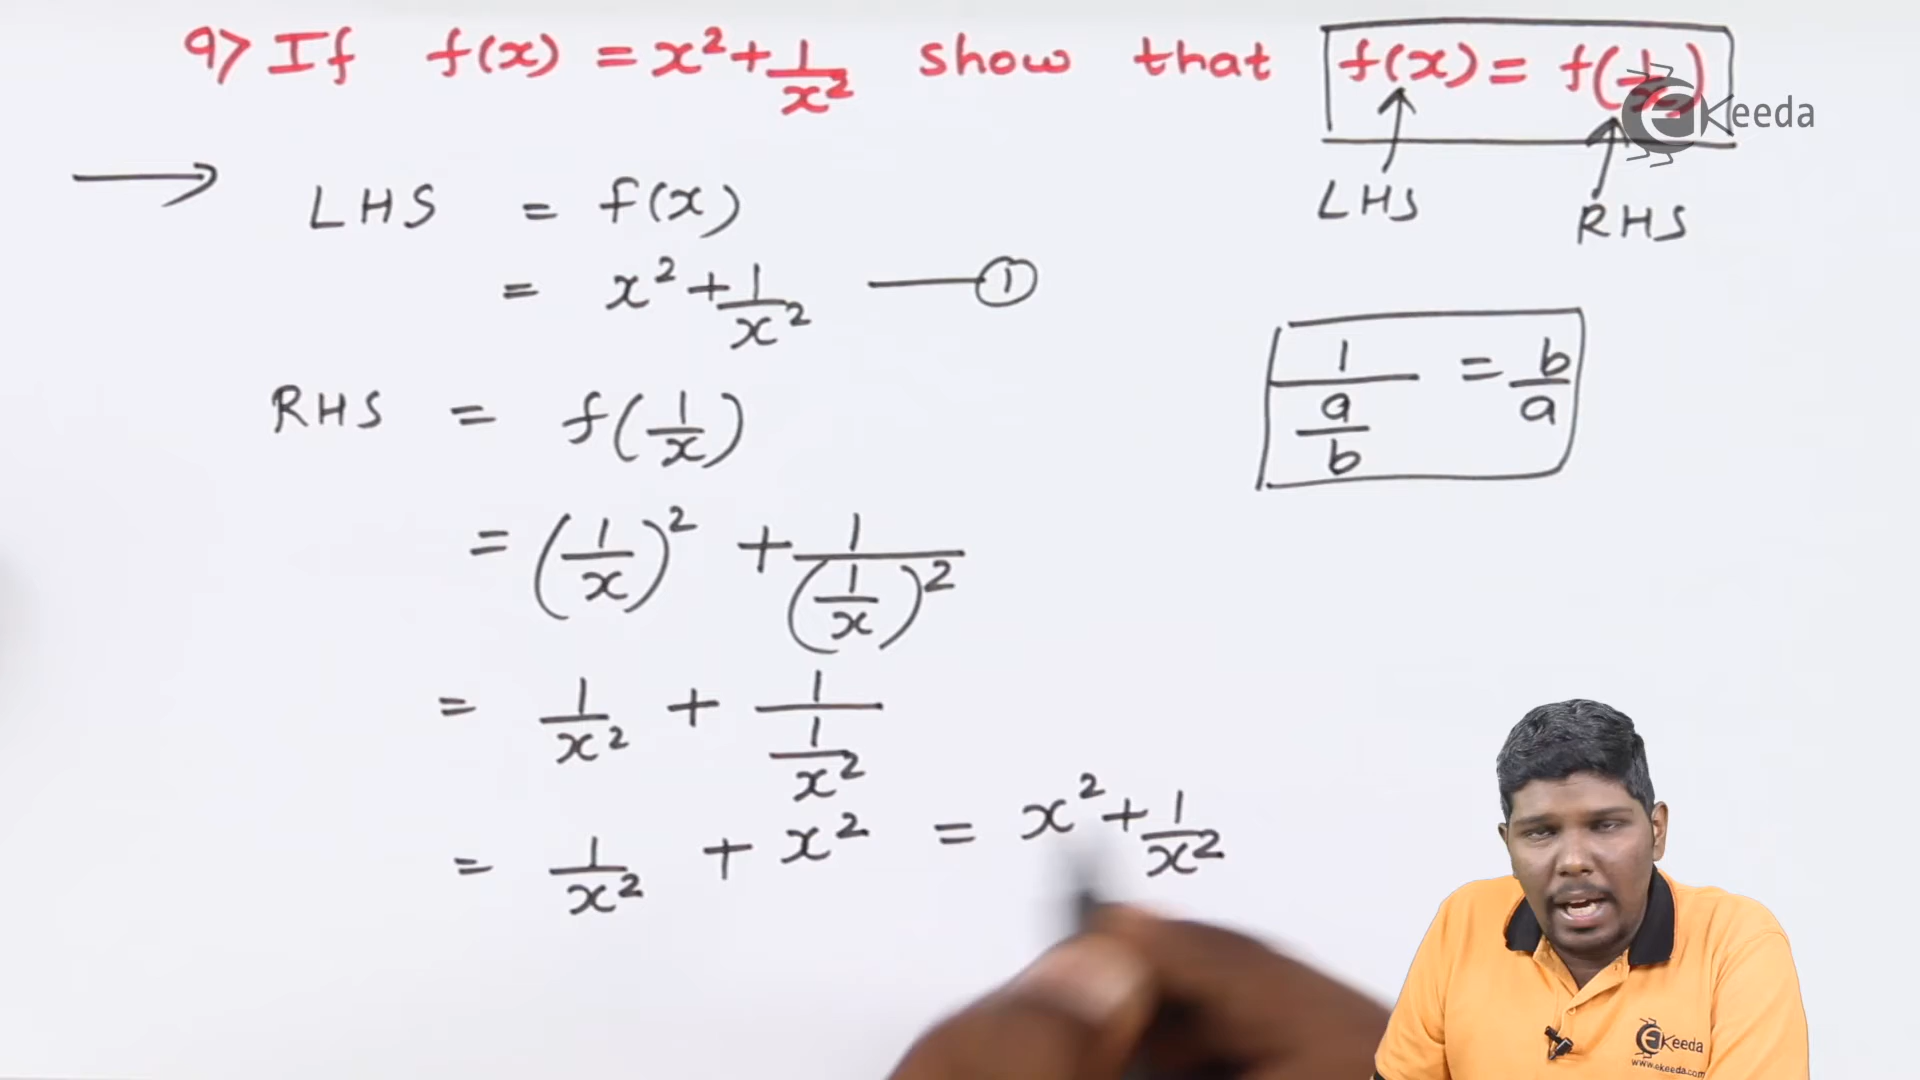 9> If f(x) = x² + 1/x² show that f(x) = f(1/x)
EKeeda
LHS RHS
LHS = f(x)
= x² + 1/x² —— ①
1/(a/b) = b/a
RHS = f(1/x)
= (1/x)² + 1/(1/x)²
= 1/x² + 1/(1/x²)
= 1/x² + x² = x² + 1/x²
EKeeda
www.ekeeda.com